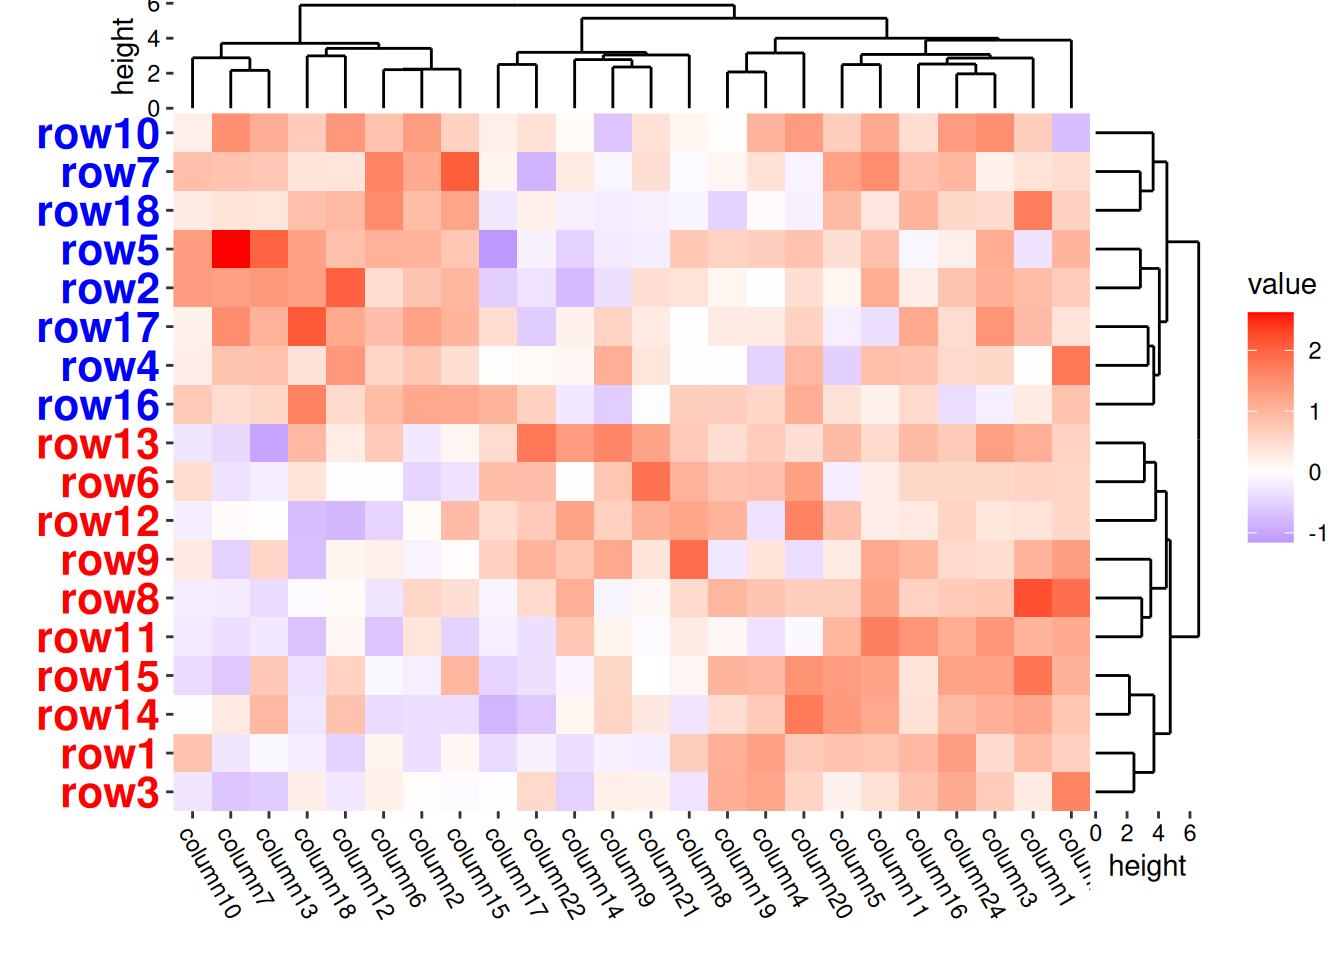 height
6
4
2
0
row10
row7
row18
row5
row2
row17
row4
row16
row13
row6
row12
row9
row8
row11
row15
row14
row1
row3
value
2
1
0
-1
column10
column7
column13
column18
column12
column6
column2
column15
column17
column22
column14
column9
column21
column8
column19
column4
column20
column5
column11
column16
column24
column3
column1
0 2 4 6
height